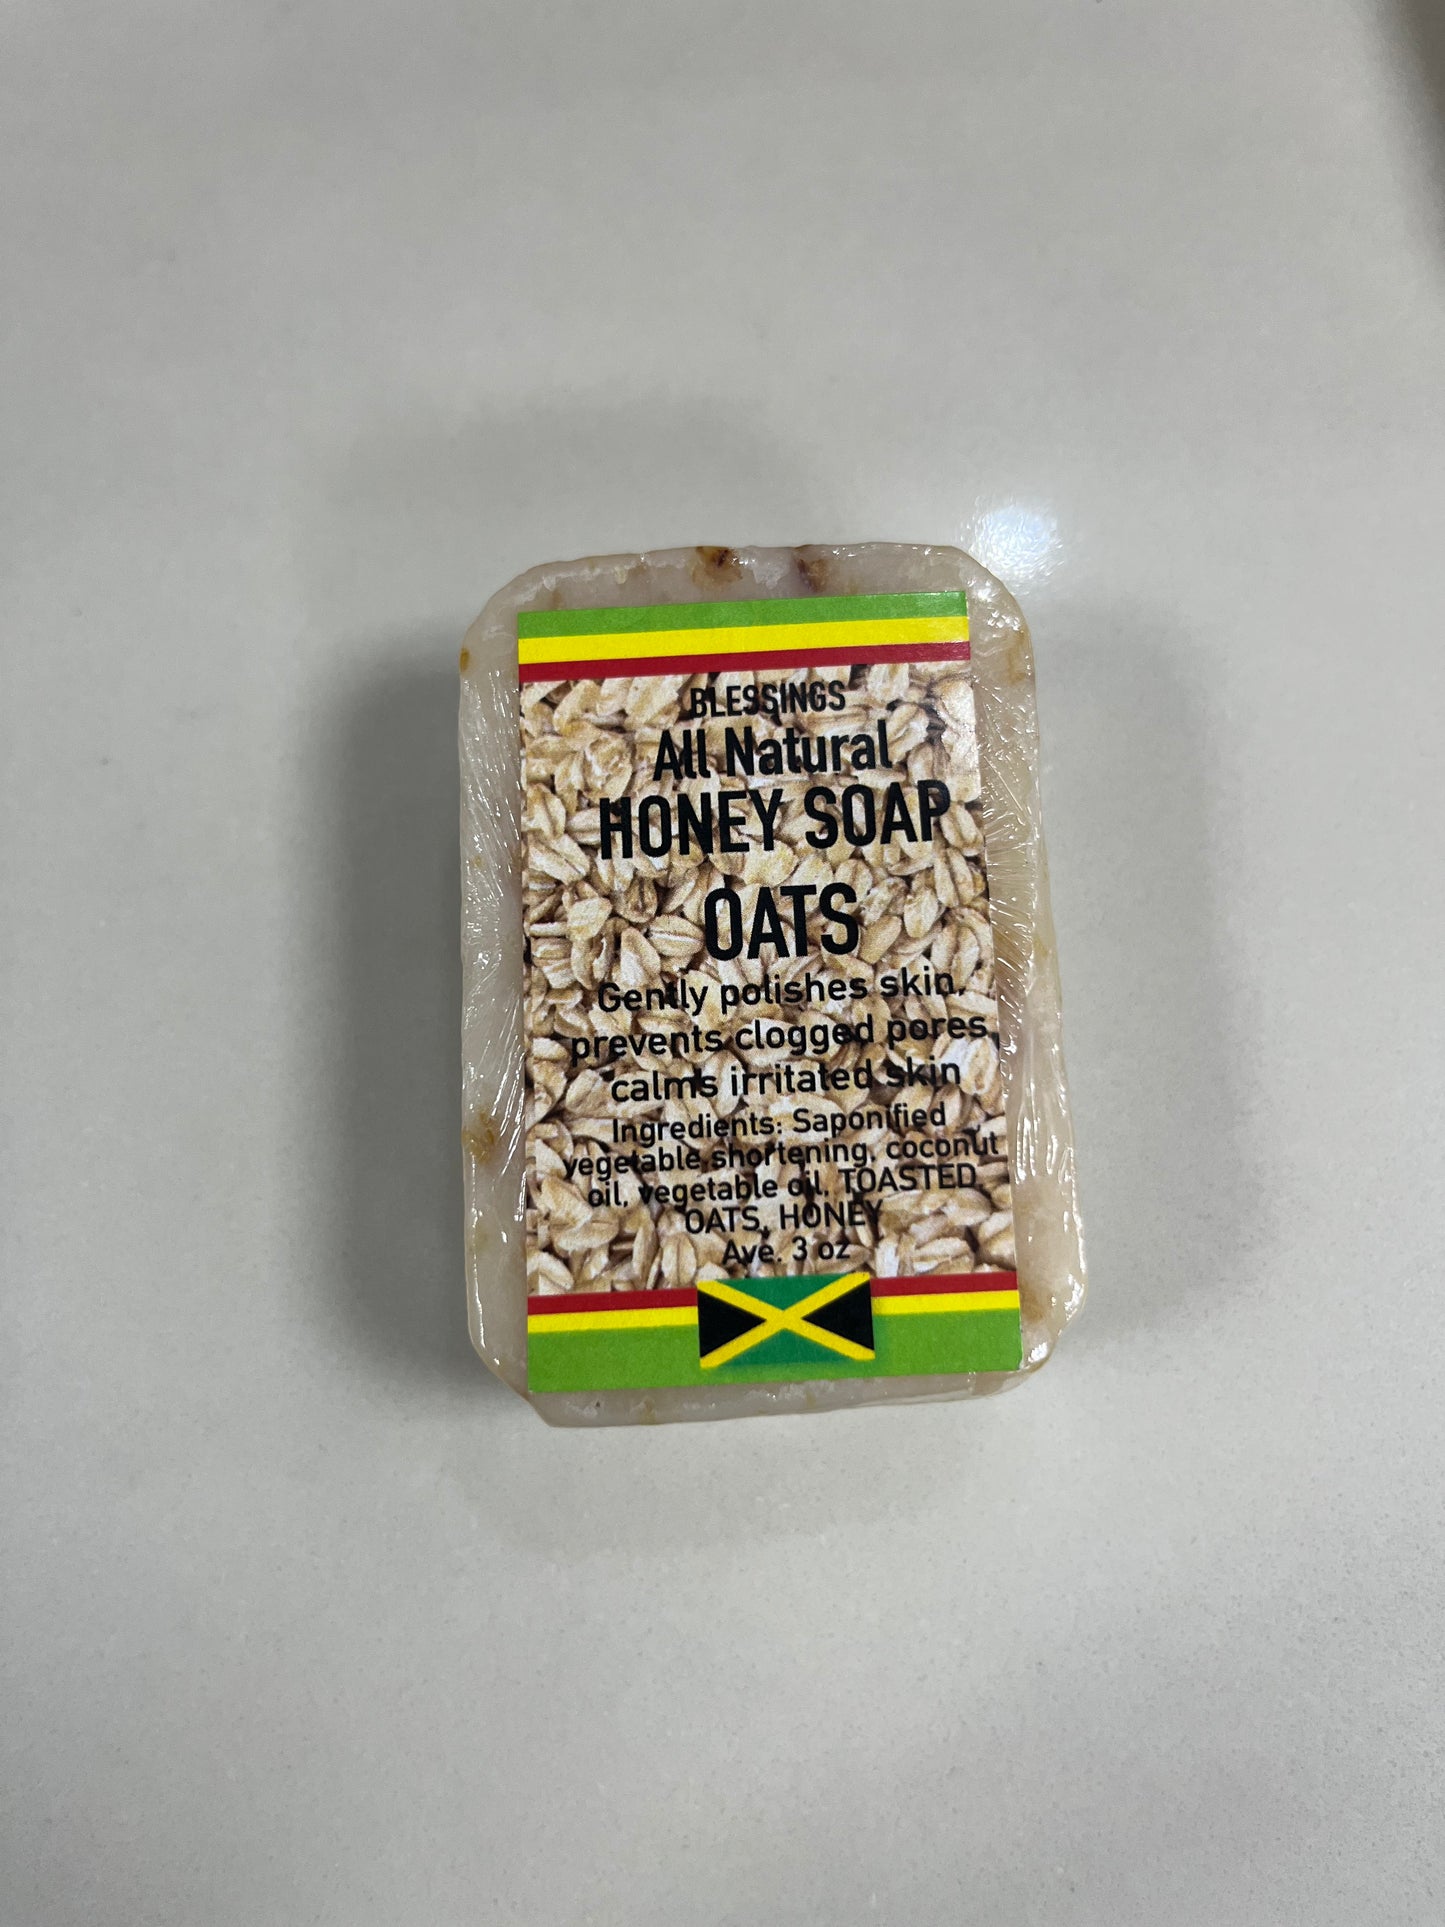 BLESSINGS
All Natural
HONEY SOAP
OATS
Gently polishes skin,
prevents clogged pores,
calms irritated skin
Ingredients: Saponified
vegetable shortening, coconut
oil, vegetable oil, TOASTED
OATS, HONEY
Ave. 3 oz